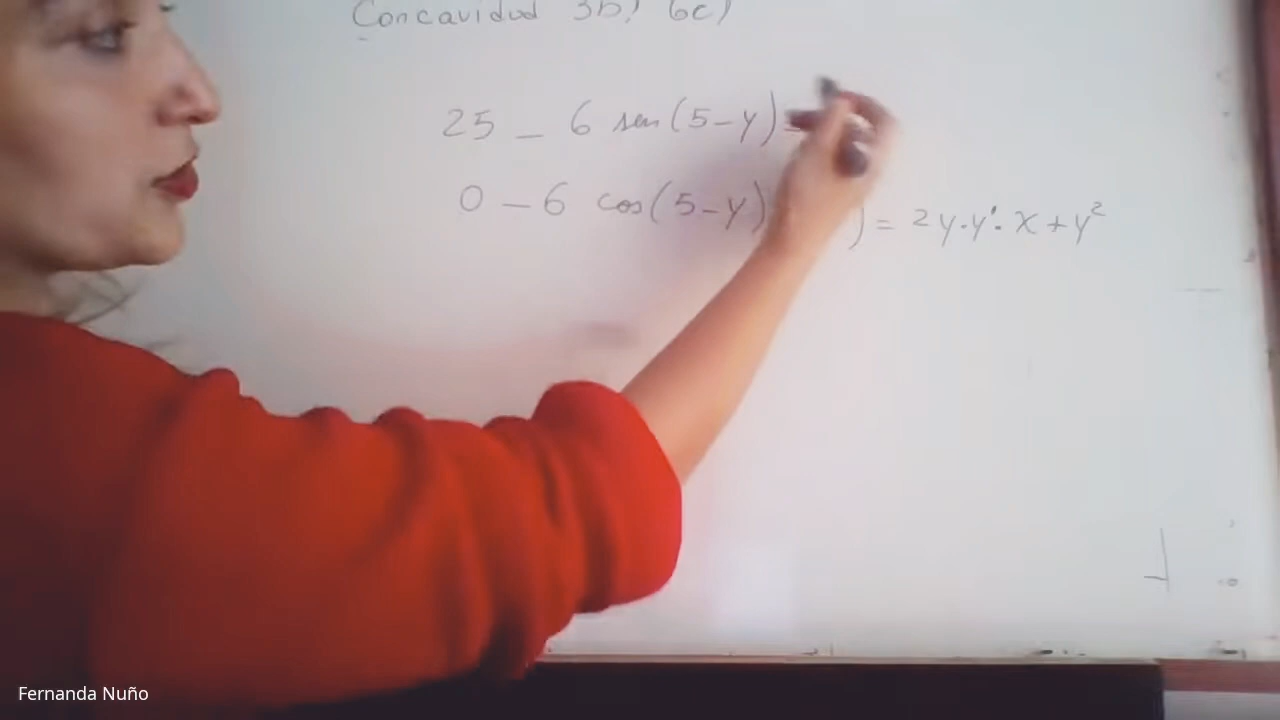 Concavidad 3b) 6c)
25 - 6 sen(5-y) =
0 - 6 cos(5-y) ) = 2y·y'·x + y²
Fernanda Nuño